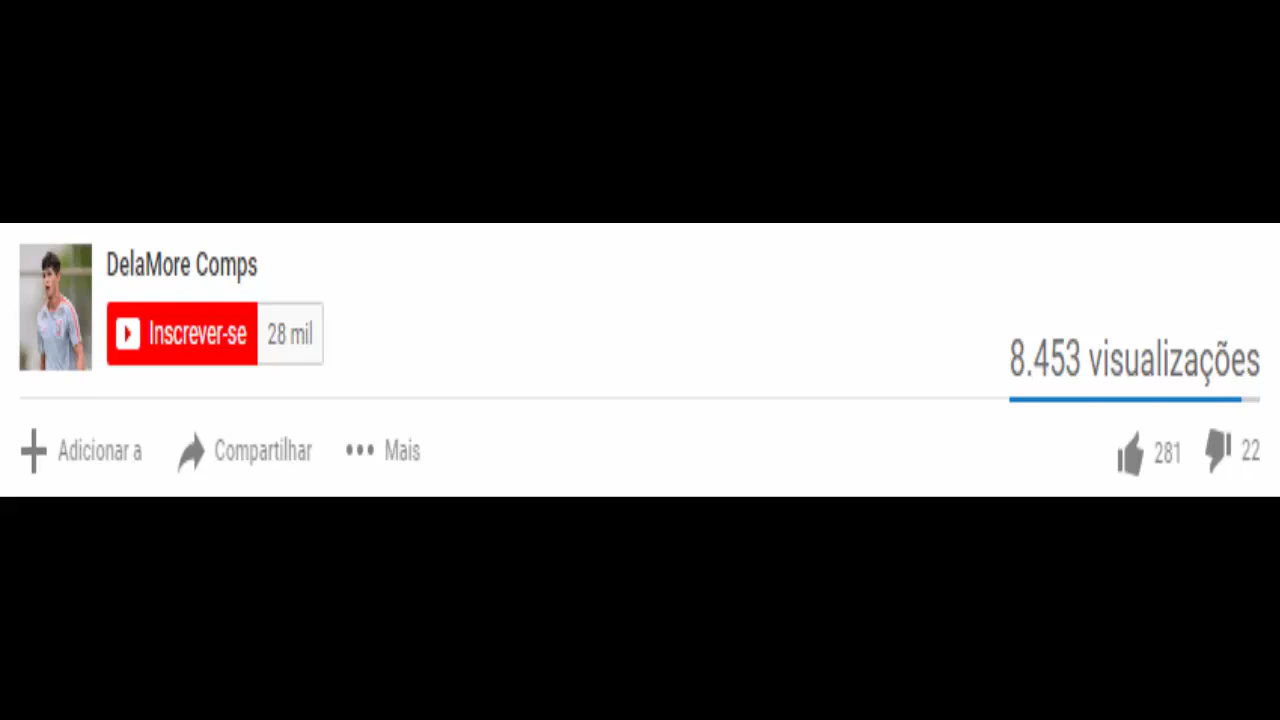 DelaMore Comps
Inscrever-se 28 mil
8.453 visualizações
Adicionar a Compartilhar Mais 281 22